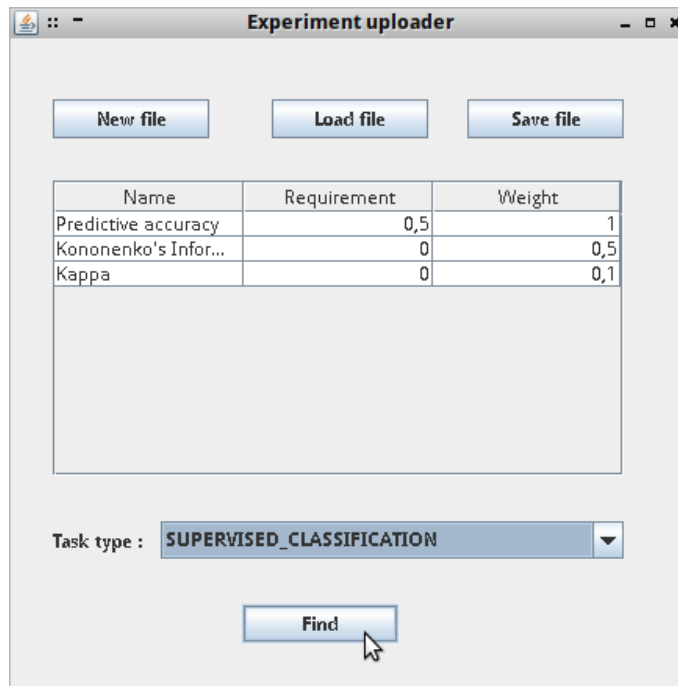 Experiment uploader
New file Load file Save file
Name Requirement Weight
Predictive accuracy 0,5 1
Kononenko's Infor... 0 0,5
Kappa 0 0,1
Task type : SUPERVISED_CLASSIFICATION
Find